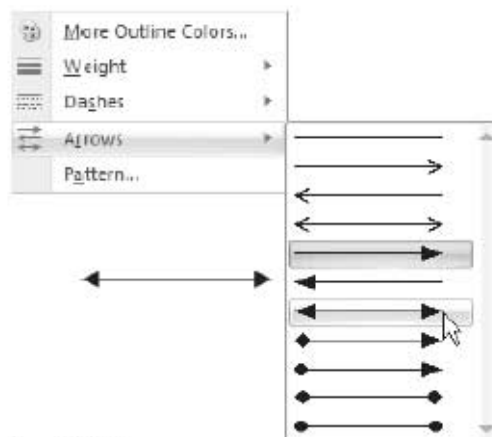 More Outline Colors...
Weight
Dashes
Arrows
Pattern...